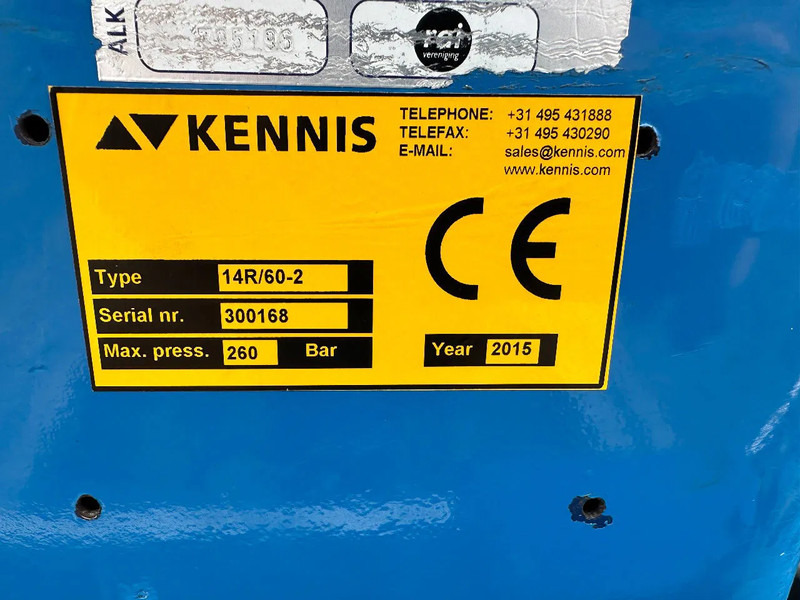 ALK
rai
vereniging
KENNIS
TELEPHONE: +31 495 431888
TELEFAX: +31 495 430290
E-MAIL: sales@kennis.com
www.kennis.com
CE
Type 14R/60-2
Serial nr. 300168
Max. press. 260 Bar
Year 2015